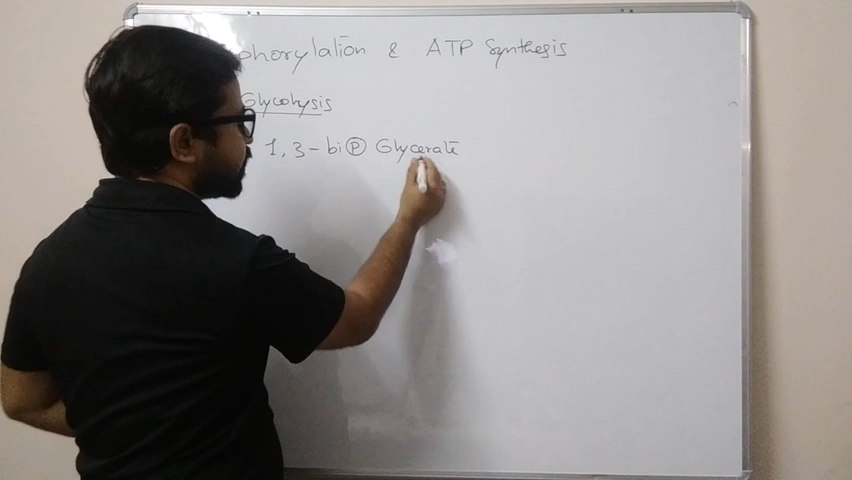 phorylation & ATP Synthesis
Glycolysis
1, 3 - bi Ⓟ Glycerate